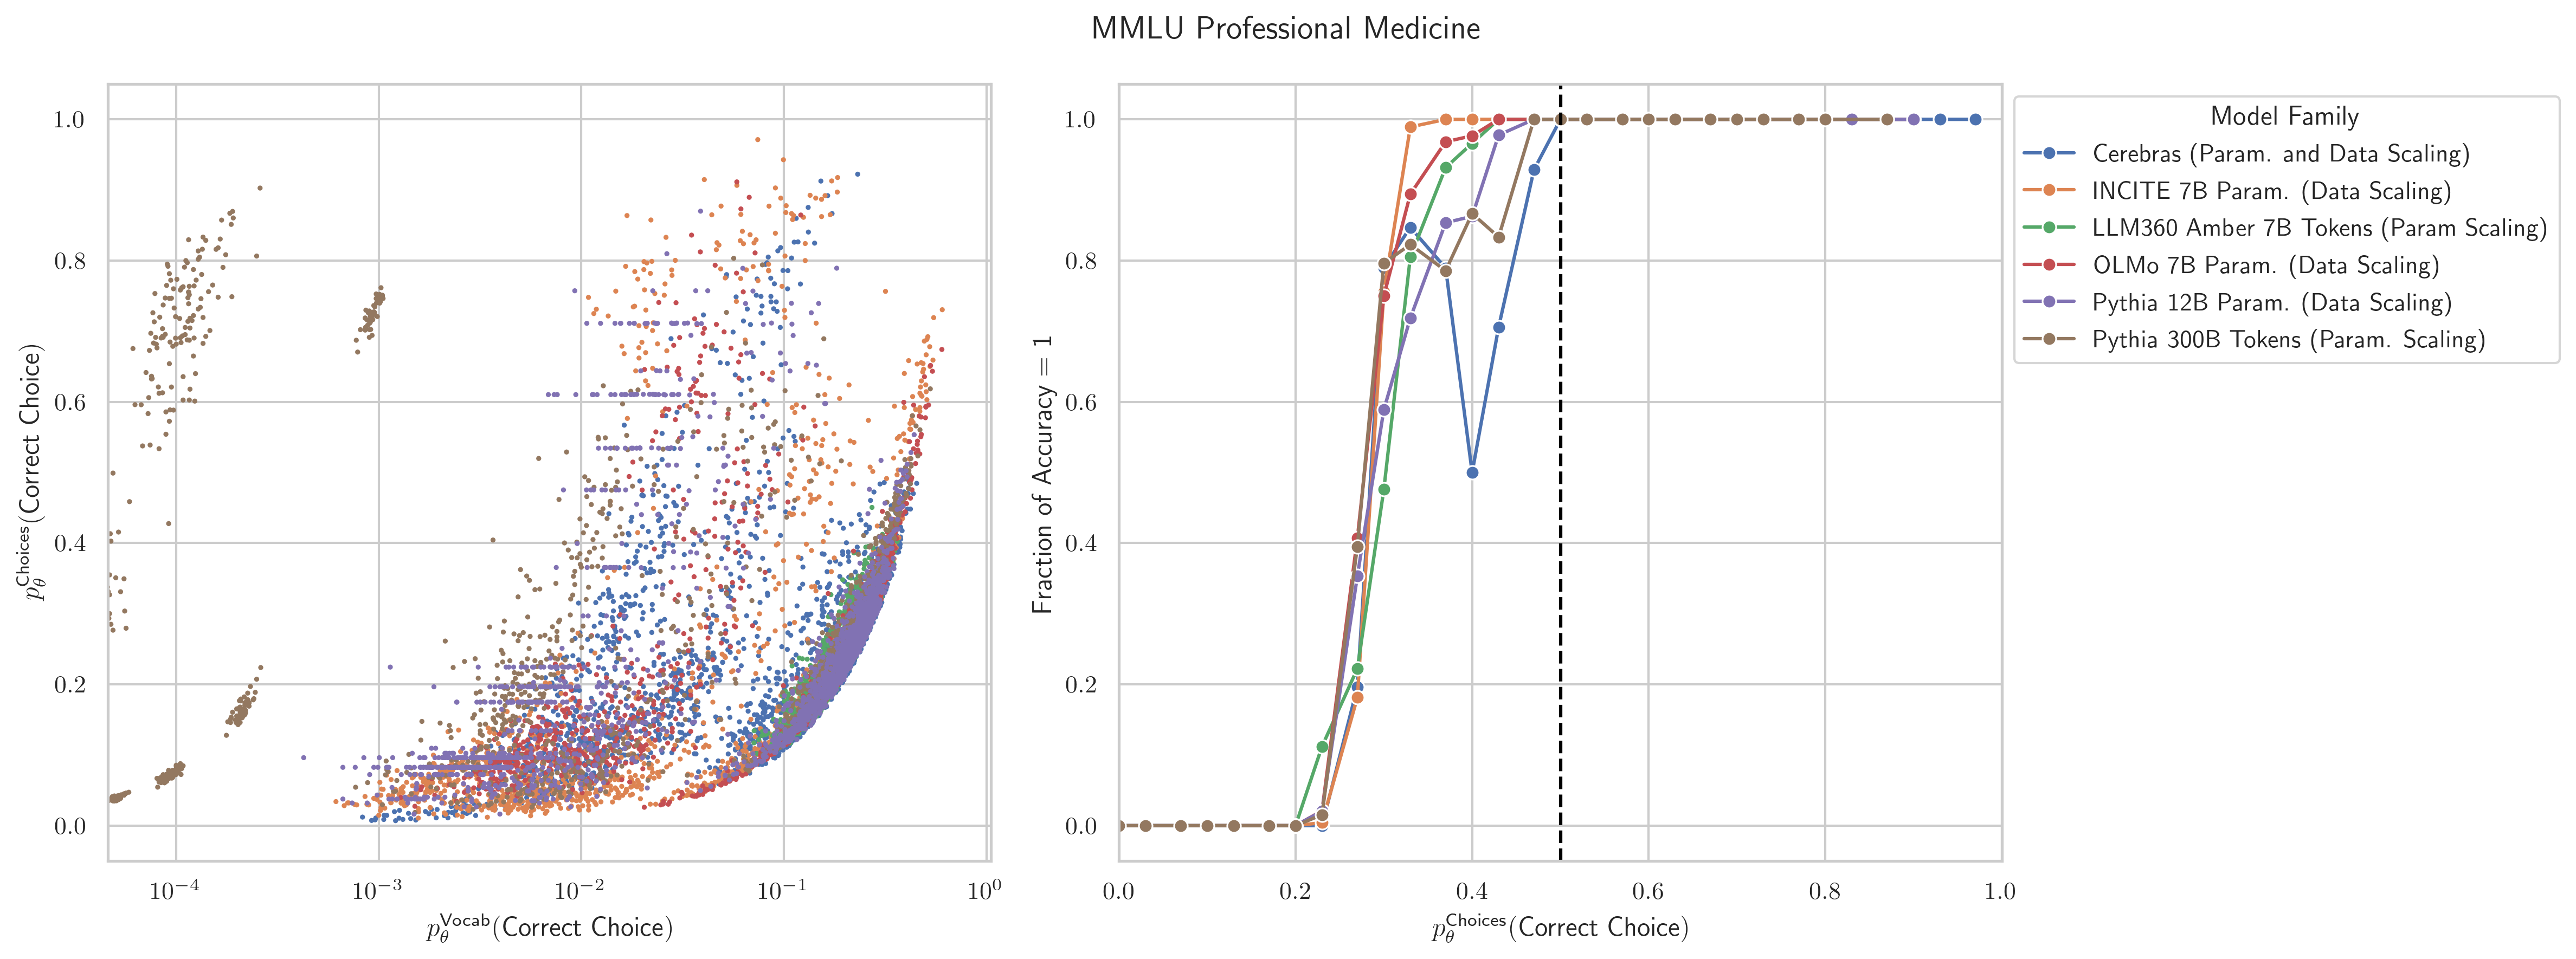 MMLU Professional Medicine
1.0
0.8
0.6
0.4
0.2
0.0
p_θ^Choices(Correct Choice)
10^−4
10^−3
10^−2
10^−1
10^0
p_θ^Vocab(Correct Choice)
1.0
0.8
0.6
0.4
0.2
0.0
Fraction of Accuracy = 1
0.0
0.2
0.4
0.6
0.8
1.0
p_θ^Choices(Correct Choice)
Model Family
Cerebras (Param. and Data Scaling)
INCITE 7B Param. (Data Scaling)
LLM360 Amber 7B Tokens (Param Scaling)
OLMo 7B Param. (Data Scaling)
Pythia 12B Param. (Data Scaling)
Pythia 300B Tokens (Param. Scaling)